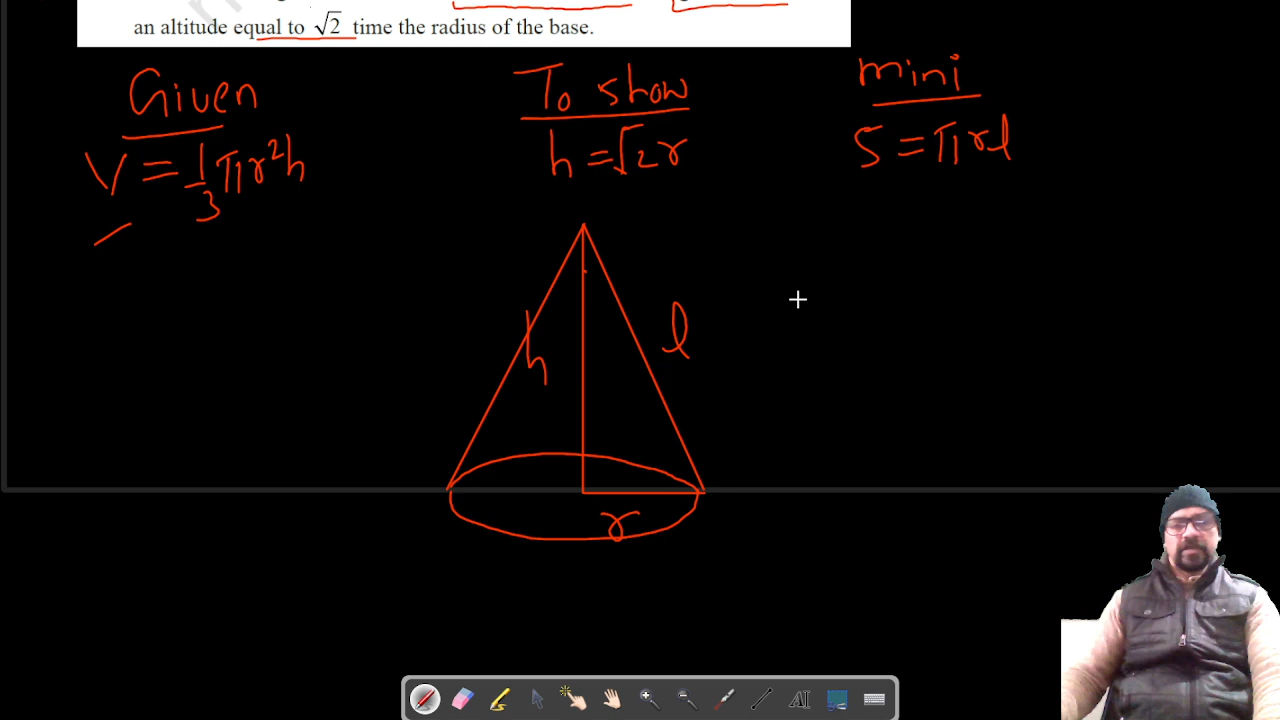 an altitude equal to √2 time the radius of the base.
Given
V = 1/3 πr²h
To show
h = √2 r
mini
S = πrl
h
l
r
AI